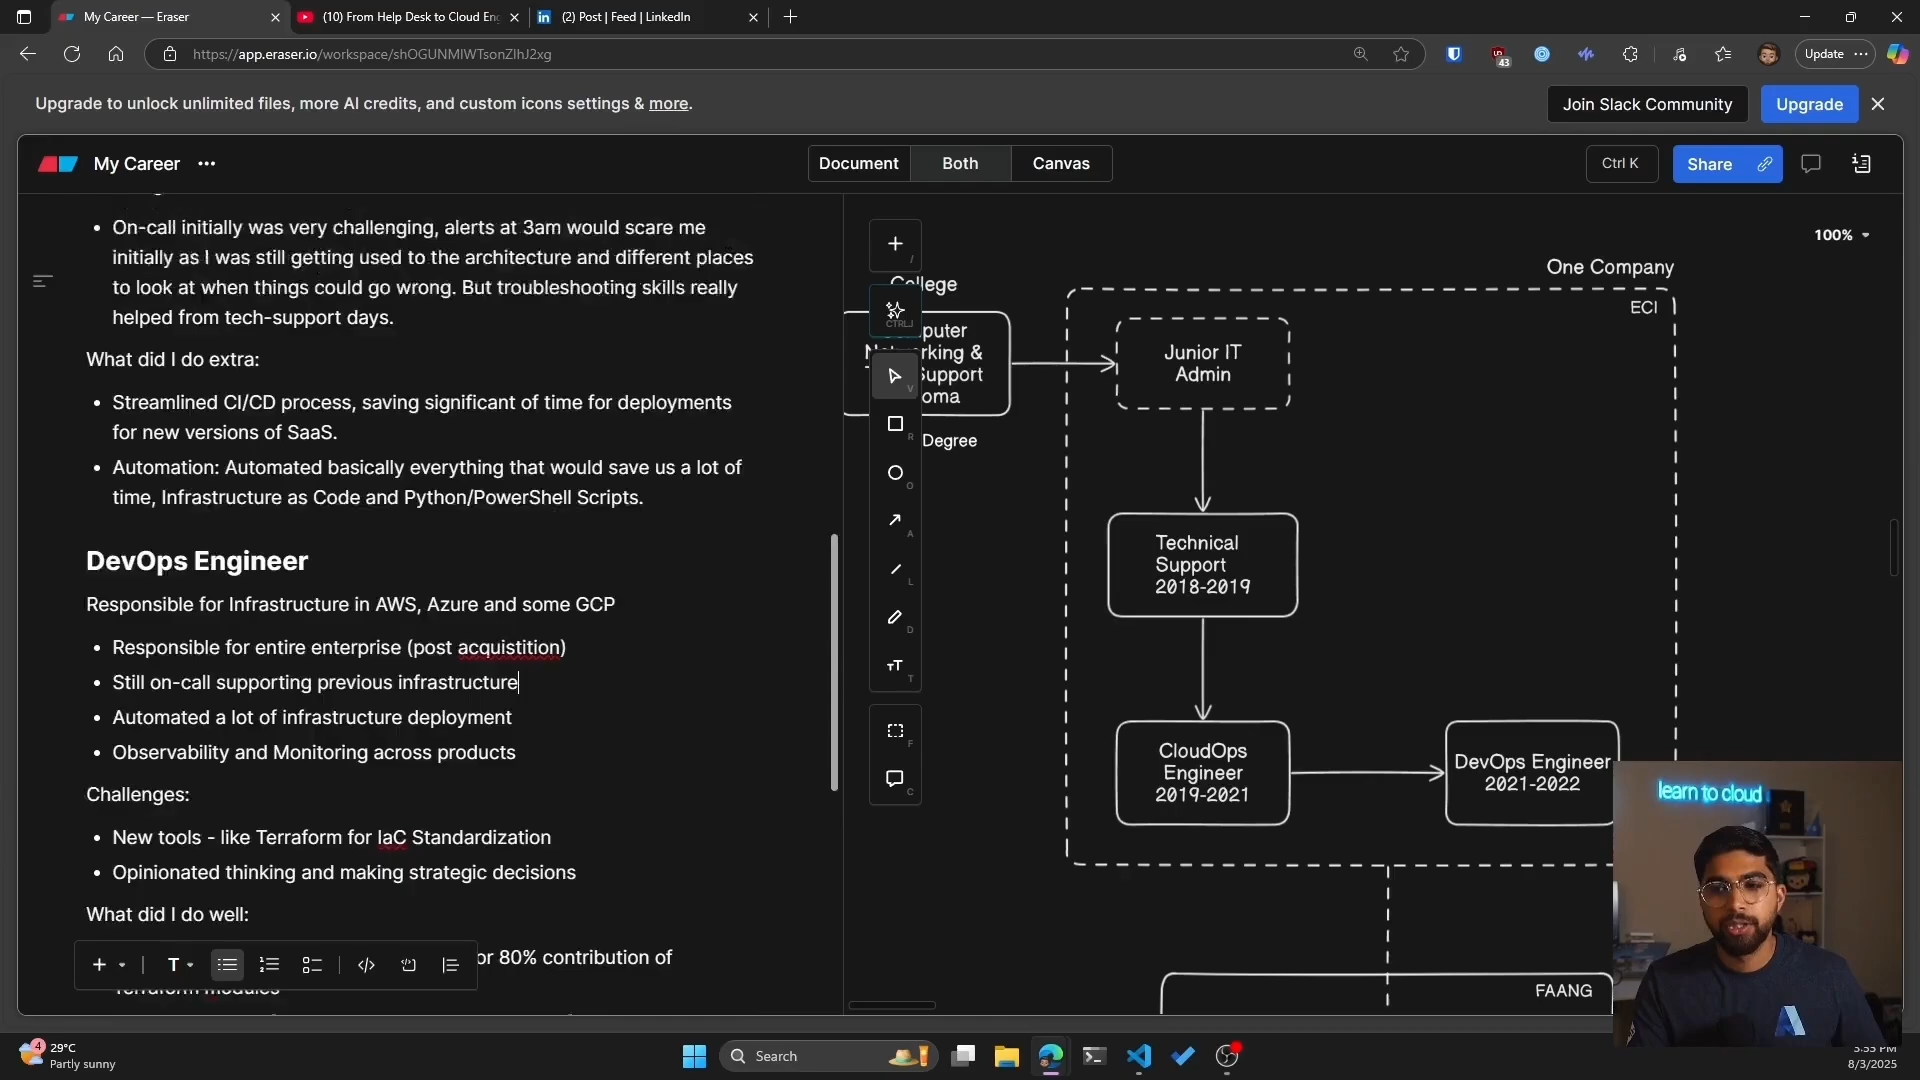 My Career — Eraser
(10) From Help Desk to Cloud En
(2) Post | Feed | LinkedIn
https://app.eraser.io/workspace/shOGUNMIWTsonZIhJ2xg
43
Update
Upgrade to unlock unlimited files, more AI credits, and custom icons settings & more.
Join Slack Community
Upgrade
My Career
Document
Both
Canvas
Ctrl K
Share
• On-call initially was very challenging, alerts at 3am would scare me
initially as I was still getting used to the architecture and different places
to look at when things could go wrong. But troubleshooting skills really
helped from tech-support days.
What did I do extra:
• Streamlined CI/CD process, saving significant of time for deployments
for new versions of SaaS.
• Automation: Automated basically everything that would save us a lot of
time, Infrastructure as Code and Python/PowerShell Scripts.
DevOps Engineer
Responsible for Infrastructure in AWS, Azure and some GCP
• Responsible for entire enterprise (post acquistition)
• Still on-call supporting previous infrastructure
• Automated a lot of infrastructure deployment
• Observability and Monitoring across products
Challenges:
• New tools - like Terraform for IaC Standardization
• Opinionated thinking and making strategic decisions
What did I do well:
or 80% contribution of
Terraform modules
T
/
CTRL J
V
R
O
A
L
D
T
F
C
100%
College
puter
Networking &
Support
oma
Degree
One Company
ECI
Junior IT
Admin
Technical
Support
2018-2019
CloudOps
Engineer
2019-2021
DevOps Engineer
2021-2022
FAANG
learn to cloud
4
29°C
Partly sunny
Search
3:53 PM
8/3/2025